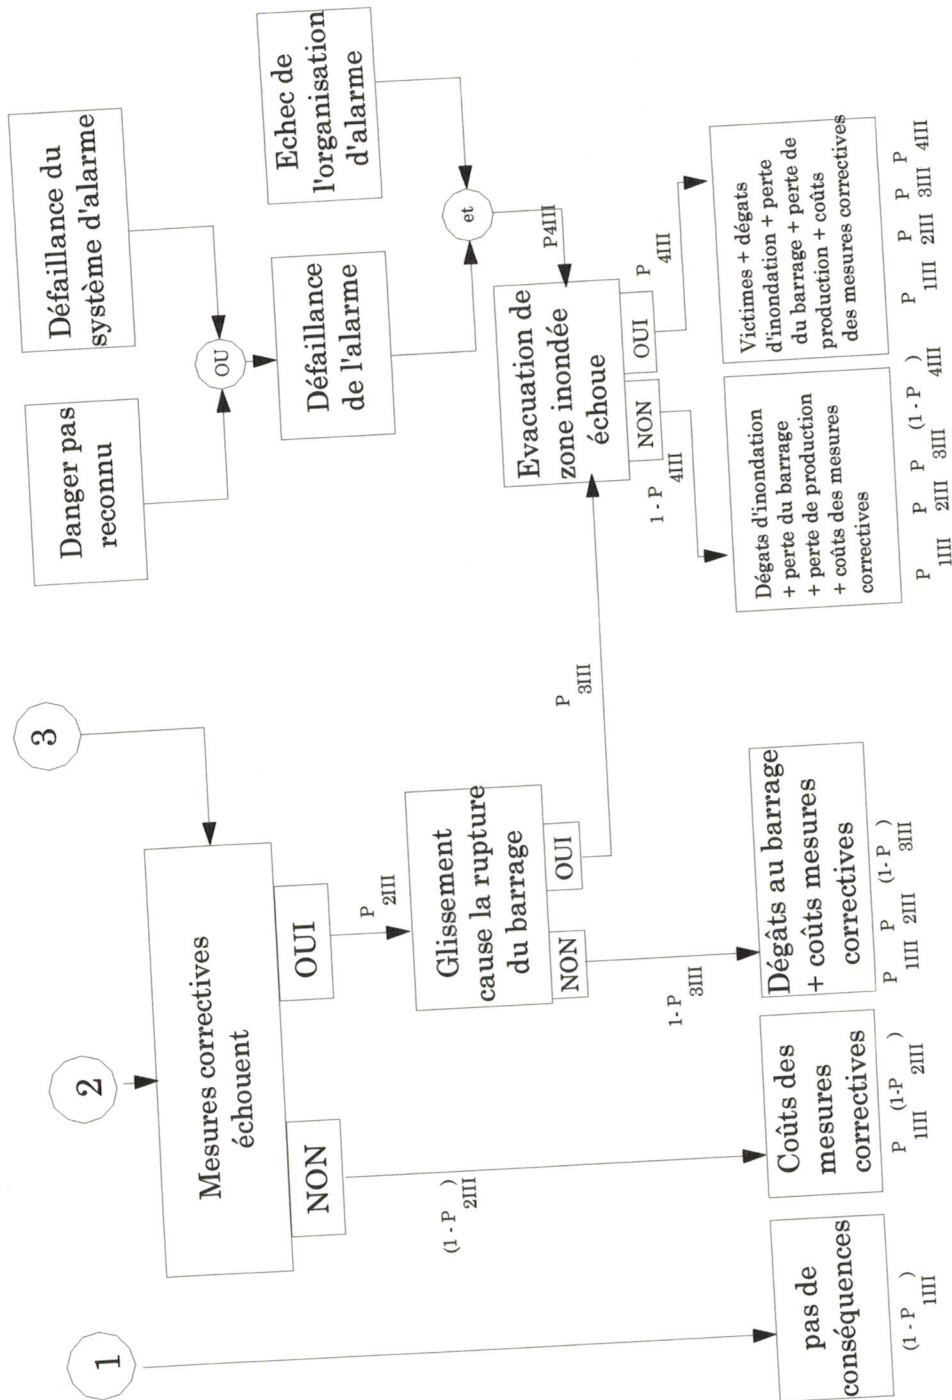 1
2
3
Danger pas
reconnu
Défaillance du
système d'alarme
OU
Défaillance
de l'alarme
Echec de
l'organisation
d'alarme
et
P4III
Mesures correctives
échouent
NON
OUI
(1 - P 2III )
P 2III
Glissement
cause la rupture
du barrage
NON
OUI
1- P 3III
P 3III
Evacuation de
zone inondée
échoue
NON
OUI
1 - P 4III
P 4III
pas de
conséquences
(1 - P 1III )
Coûts des
mesures
correctives
P 1III (1-P 2III )
Dégâts au barrage
+ coûts mesures
correctives
P 1III P 2III (1- P 3III )
Dégats d'inondation
+ perte du barrage
+ perte de production
+ coûts des mesures
correctives
P 1III P 2III P 3III (1 - P 4III )
Victimes + dégats
d'inondation + perte
du barrage + perte de
production + coûts
des mesures correctives
P 1III P 2III P 3III P 4III